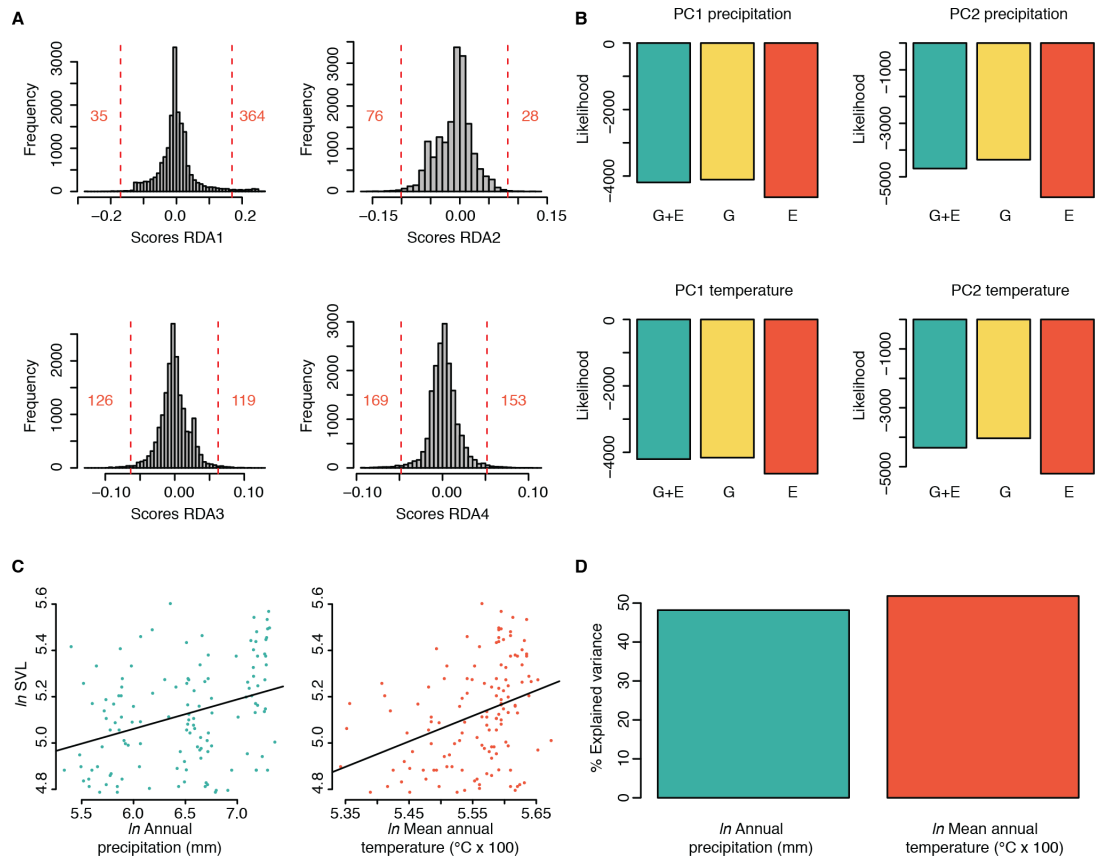 A
3000
2000
1000
0
Frequency
35
364
−0.2
0.0
0.2
Scores RDA1
3000
2000
1000
0
Frequency
76
28
−0.15
0.00
0.15
Scores RDA2
2000
1000
0
Frequency
126
119
−0.10
0.00
0.10
Scores RDA3
3000
2000
1000
0
Frequency
169
153
−0.10
0.00
0.10
Scores RDA4
B
PC1 precipitation
0
−2000
−4000
Likelihood
G+E
G
E
PC2 precipitation
−1000
−3000
−5000
Likelihood
G+E
G
E
PC1 temperature
0
−2000
−4000
Likelihood
G+E
G
E
PC2 temperature
−1000
−3000
−5000
Likelihood
G+E
G
E
C
5.6
5.4
5.2
5.0
4.8
ln SVL
5.5
6.0
6.5
7.0
ln Annual
precipitation (mm)
5.6
5.4
5.2
5.0
4.8
5.35
5.45
5.55
5.65
ln Mean annual
temperature (°C x 100)
D
50
40
30
20
10
0
% Explained variance
ln Annual
precipitation (mm)
ln Mean annual
temperature (°C x 100)